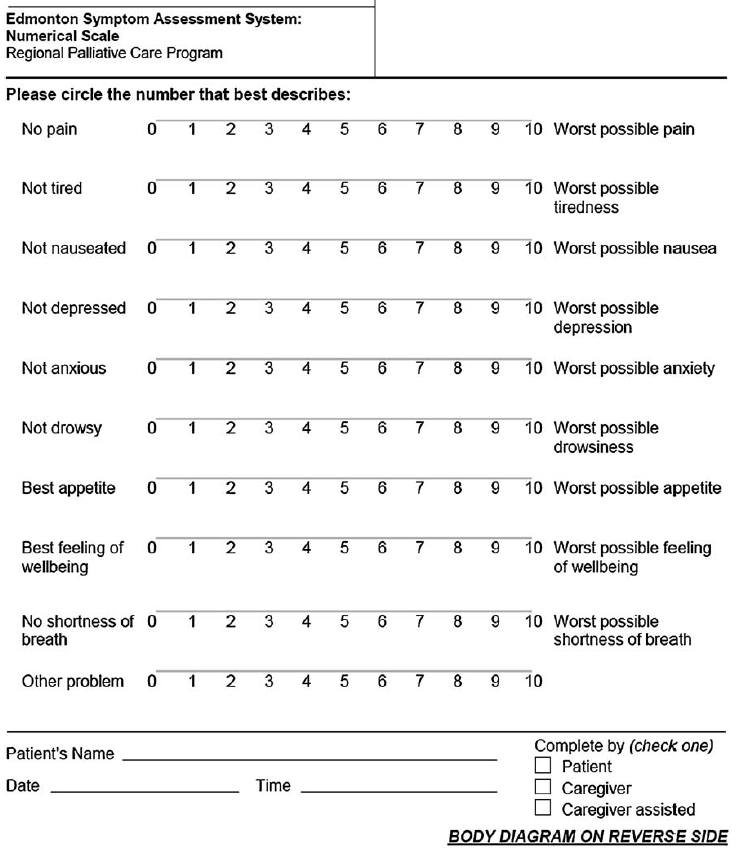 Edmonton Symptom Assessment System:
Numerical Scale
Regional Palliative Care Program
Please circle the number that best describes:
No pain 0 1 2 3 4 5 6 7 8 9 10 Worst possible pain
Not tired 0 1 2 3 4 5 6 7 8 9 10 Worst possible
tiredness
Not nauseated 0 1 2 3 4 5 6 7 8 9 10 Worst possible nausea
Not depressed 0 1 2 3 4 5 6 7 8 9 10 Worst possible
depression
Not anxious 0 1 2 3 4 5 6 7 8 9 10 Worst possible anxiety
Not drowsy 0 1 2 3 4 5 6 7 8 9 10 Worst possible
drowsiness
Best appetite 0 1 2 3 4 5 6 7 8 9 10 Worst possible appetite
Best feeling of 0 1 2 3 4 5 6 7 8 9 10 Worst possible feeling
wellbeing of wellbeing
No shortness of 0 1 2 3 4 5 6 7 8 9 10 Worst possible
breath shortness of breath
Other problem 0 1 2 3 4 5 6 7 8 9 10
Patient's Name
Date Time
Complete by (check one)
Patient
Caregiver
Caregiver assisted
BODY DIAGRAM ON REVERSE SIDE